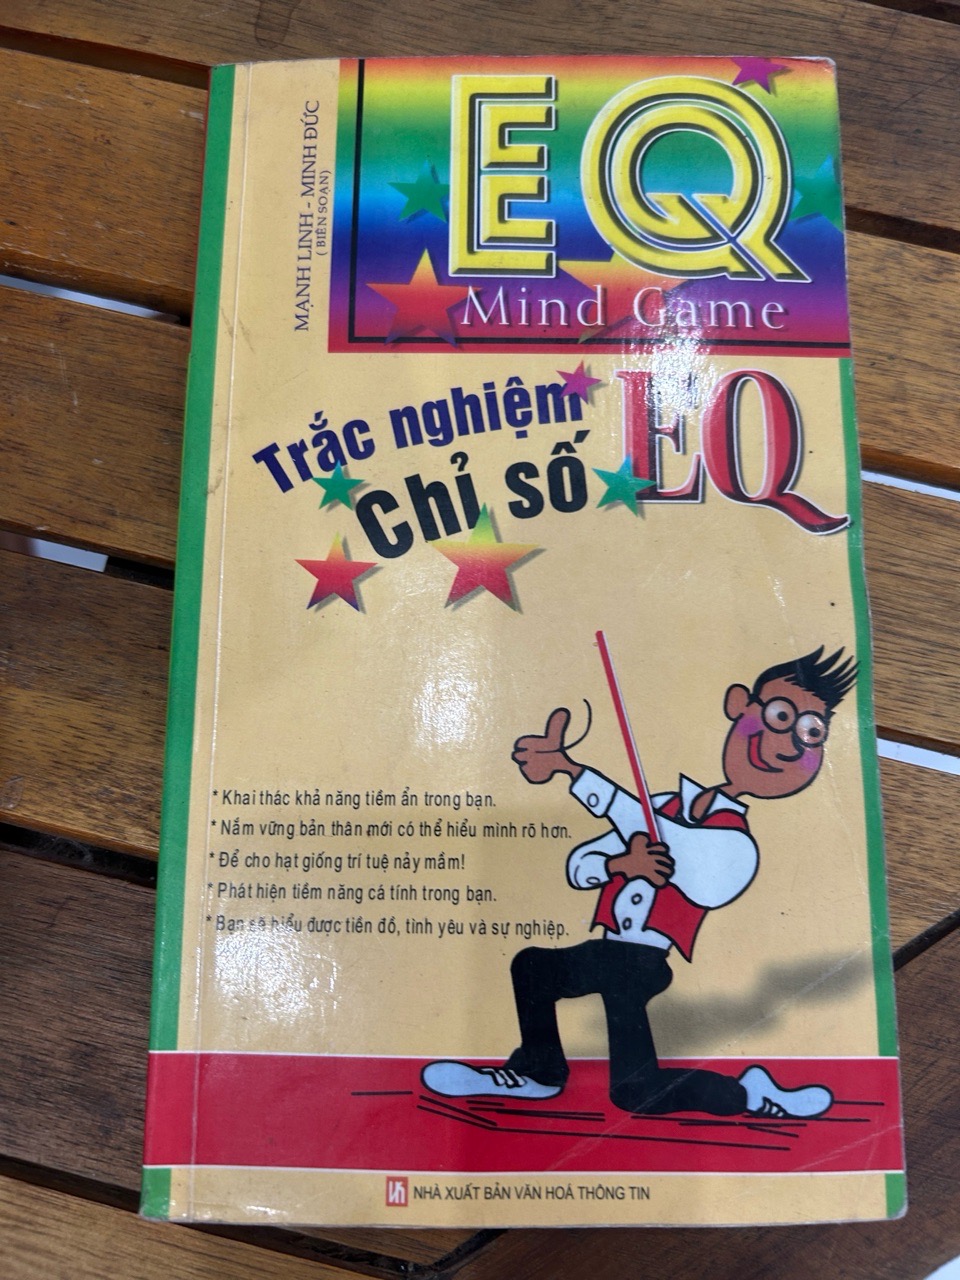 MẠNH LINH - MINH ĐỨC
( BIÊN SOẠN)
EQ
Mind Game
Trắc nghiệm
Chỉ số
EQ
* Khai thác khả năng tiềm ẩn trong bạn.
* Nắm vững bản thân mới có thể hiểu mình rõ hơn.
* Để cho hạt giống trí tuệ nảy mầm!
* Phát hiện tiềm năng cá tính trong bạn.
* Bạn sẽ hiểu được tiền đồ, tình yêu và sự nghiệp.
NHÀ XUẤT BẢN VĂN HOÁ THÔNG TIN